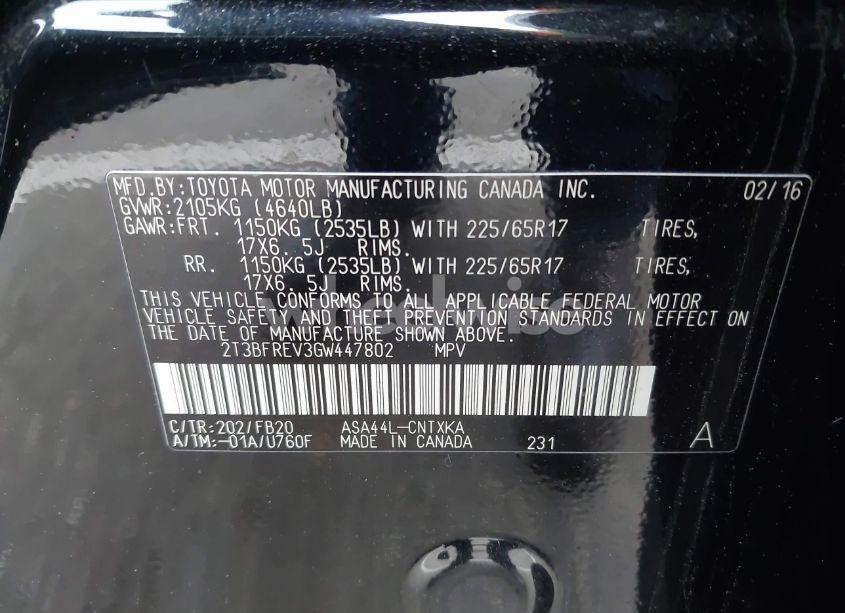 MFD.BY:TOYOTA MOTOR MANUFACTURING CANADA INC. 02/16
GVWR:2105KG (4640LB)
GAWR:FRT. 1150KG (2535LB) WITH 225/65R17 TIRES,
17X6. 5J RIMS.
RR. 1150KG (2535LB) WITH 225/65R17 TIRES,
17X6. 5J RIMS.
THIS VEHICLE CONFORMS TO ALL APPLICABLE FEDERAL MOTOR
VEHICLE SAFETY AND THEFT PREVENTION STANDARDS IN EFFECT ON
THE DATE OF MANUFACTURE SHOWN ABOVE.
2T3BFREV3GW447802 MPV
C/TR:202/FB20 ASA44L-CNTXKA
A/TM:-01A/U760F MADE IN CANADA 231 A